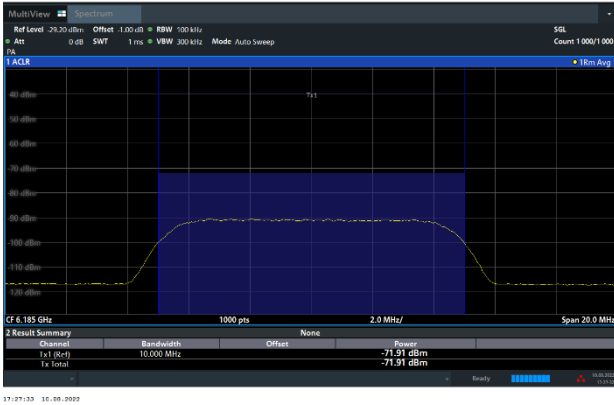 MultiView Spectrum
Ref Level -29.20 dBm Offset -1.00 dB RBW 100 kHz SGL
Att 0 dB SWT 1 ms VBW 300 kHz Mode Auto Sweep Count 1000/1000
PA
1 ACLR 1Rm Avg
-40 dBm
Tx1
-50 dBm
-60 dBm
-70 dBm
-80 dBm
-90 dBm
-100 dBm
-110 dBm
-120 dBm
CF 6.185 GHz 1000 pts 2.0 MHz/ Span 20.0 MHz
2 Result Summary None
Channel Bandwidth Offset Power
Tx1 (Ref) 10.000 MHz -71.91 dBm
Tx Total -71.91 dBm
Ready
17:27:33 10.08.2022